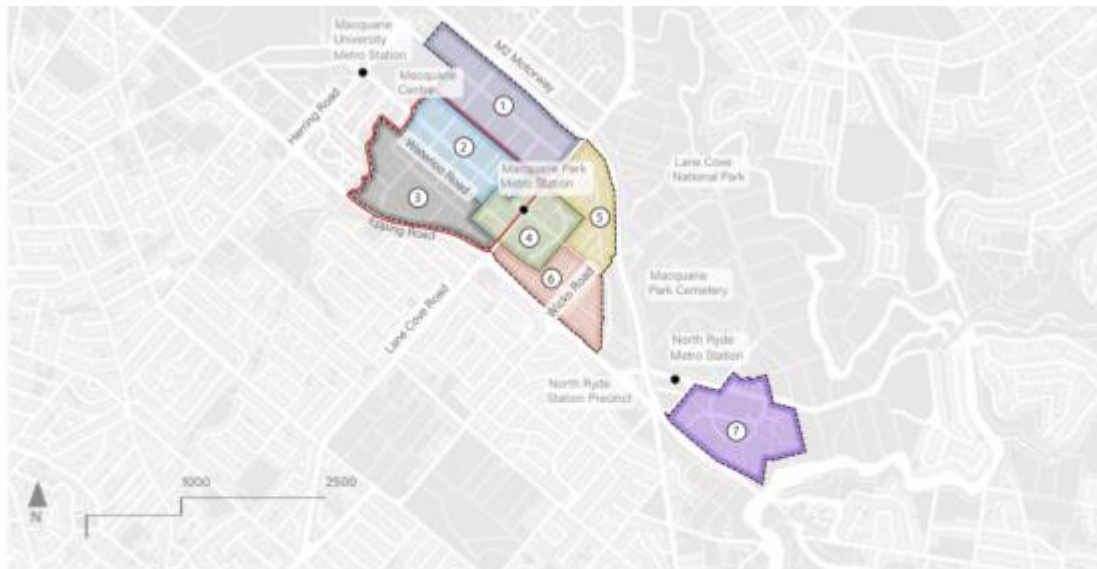 Macquarie
University
Metro Station
M2 Motorway
Macquarie
Centre
Herring Road
1
2
Waterloo Road
Macquarie Park
Metro Station
Lane Cove
National Park
3
5
4
Epping Road
6
Wicks Road
Macquarie
Park Cemetery
Lane Cove Road
North Ryde
Metro Station
North Ryde
Station Precinct
7
1000
2500
N